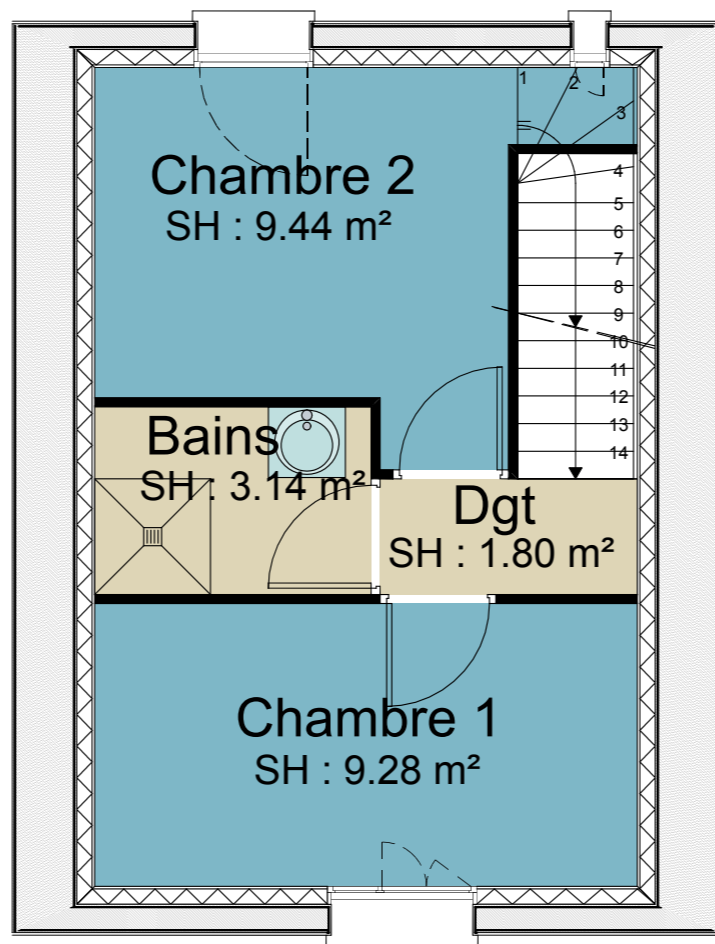 1
2
3
Chambre 2
SH : 9.44 m²
4
5
6
7
8
9
10
11
12
13
14
Bains
SH : 3.14 m²
Dgt
SH : 1.80 m²
Chambre 1
SH : 9.28 m²